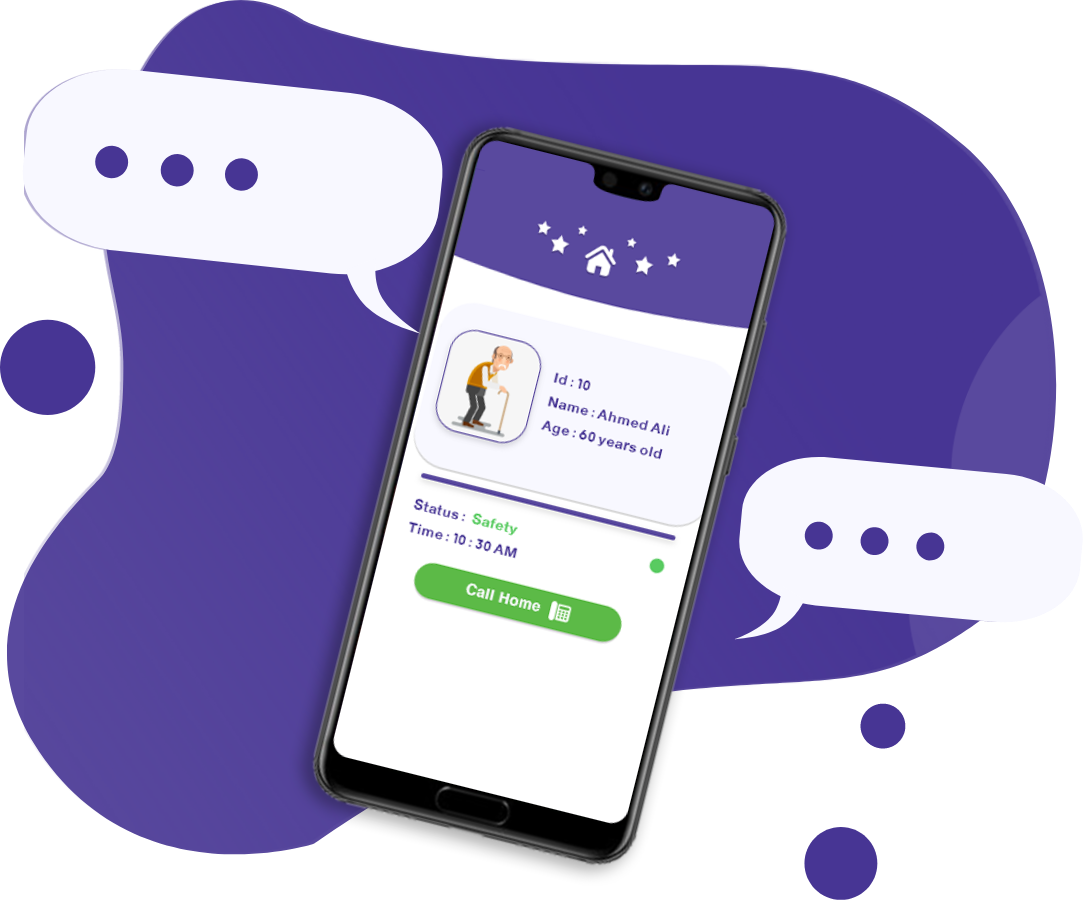 Id : 10
Name : Ahmed Ali
Age : 60 years old
Status : Safety
Time : 10 : 30 AM
Call Home